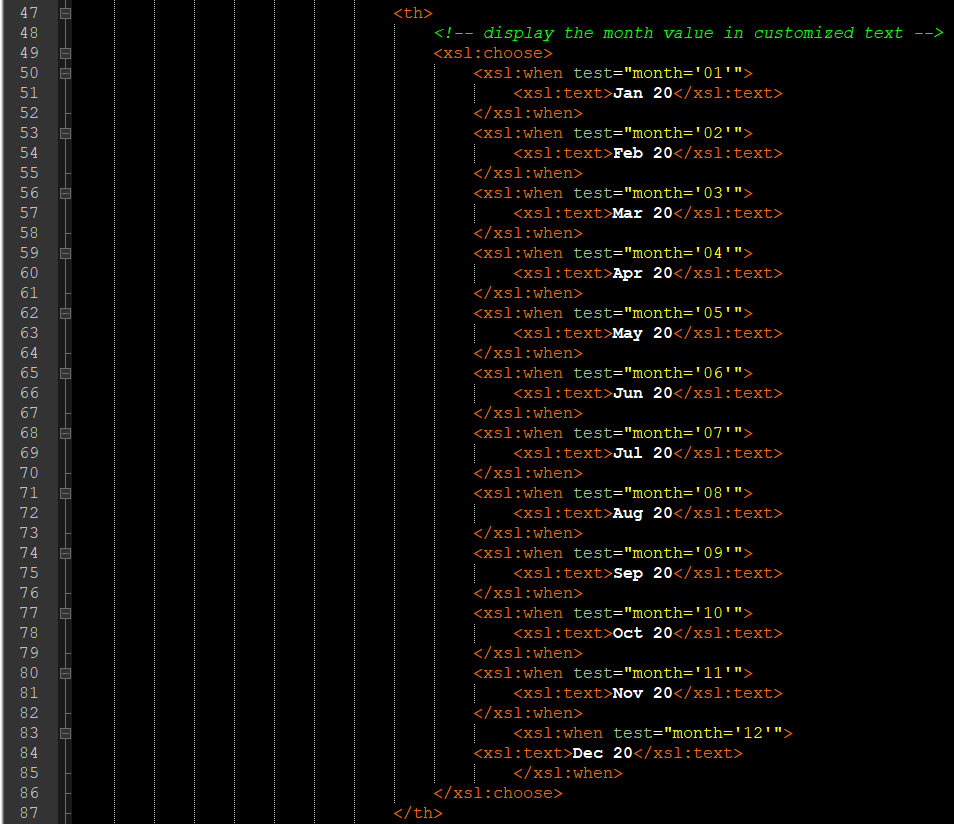 47 <th>
48 <!-- display the month value in customized text -->
49 <xsl:choose>
50 <xsl:when test="month='01'">
51 <xsl:text>Jan 20</xsl:text>
52 </xsl:when>
53 <xsl:when test="month='02'">
54 <xsl:text>Feb 20</xsl:text>
55 </xsl:when>
56 <xsl:when test="month='03'">
57 <xsl:text>Mar 20</xsl:text>
58 </xsl:when>
59 <xsl:when test="month='04'">
60 <xsl:text>Apr 20</xsl:text>
61 </xsl:when>
62 <xsl:when test="month='05'">
63 <xsl:text>May 20</xsl:text>
64 </xsl:when>
65 <xsl:when test="month='06'">
66 <xsl:text>Jun 20</xsl:text>
67 </xsl:when>
68 <xsl:when test="month='07'">
69 <xsl:text>Jul 20</xsl:text>
70 </xsl:when>
71 <xsl:when test="month='08'">
72 <xsl:text>Aug 20</xsl:text>
73 </xsl:when>
74 <xsl:when test="month='09'">
75 <xsl:text>Sep 20</xsl:text>
76 </xsl:when>
77 <xsl:when test="month='10'">
78 <xsl:text>Oct 20</xsl:text>
79 </xsl:when>
80 <xsl:when test="month='11'">
81 <xsl:text>Nov 20</xsl:text>
82 </xsl:when>
83 <xsl:when test="month='12'">
84 <xsl:text>Dec 20</xsl:text>
85 </xsl:when>
86 </xsl:choose>
87 </th>